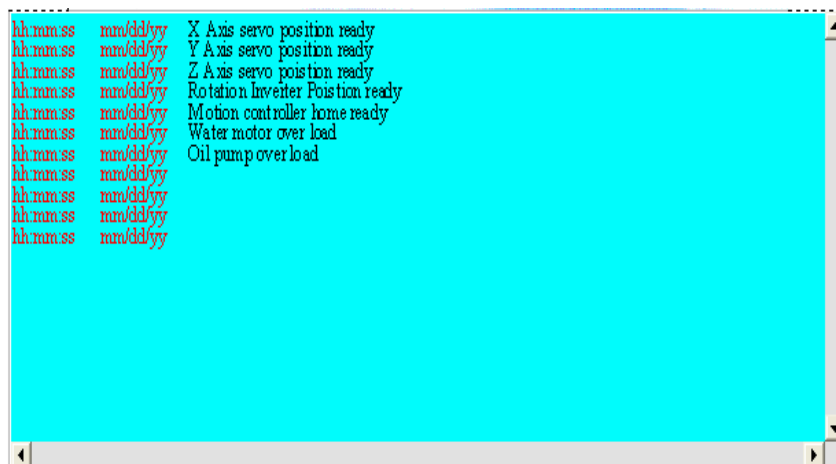 hh:mm:ss mm/dd/yy X Axis servo position ready
hh:mm:ss mm/dd/yy Y Axis servo position ready
hh:mm:ss mm/dd/yy Z Axis servo poistion ready
hh:mm:ss mm/dd/yy Rotation Inveiter Poistion ready
hh:mm:ss mm/dd/yy Motion controller home ready
hh:mm:ss mm/dd/yy Water motor over load
hh:mm:ss mm/dd/yy Oil pump over load
hh:mm:ss mm/dd/yy
hh:mm:ss mm/dd/yy
hh:mm:ss mm/dd/yy
hh:mm:ss mm/dd/yy